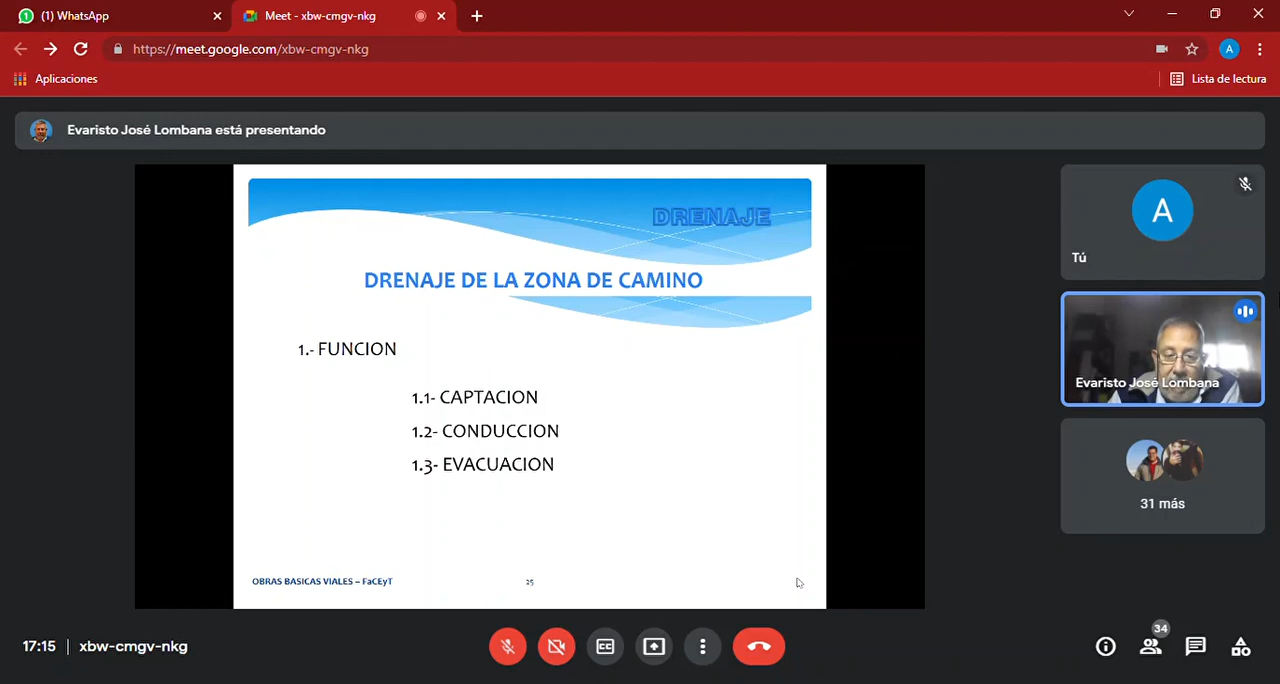 (1) WhatsApp
Meet - xbw-cmgv-nkg
https://meet.google.com/xbw-cmgv-nkg
A
Aplicaciones
Lista de lectura
Evaristo José Lombana está presentando
DRENAJE
DRENAJE DE LA ZONA DE CAMINO
1.- FUNCION
1.1- CAPTACION
1.2- CONDUCCION
1.3- EVACUACION
OBRAS BASICAS VIALES – FaCEyT
25
A
Tú
Evaristo José Lombana
31 más
17:15 | xbw-cmgv-nkg
CC
34